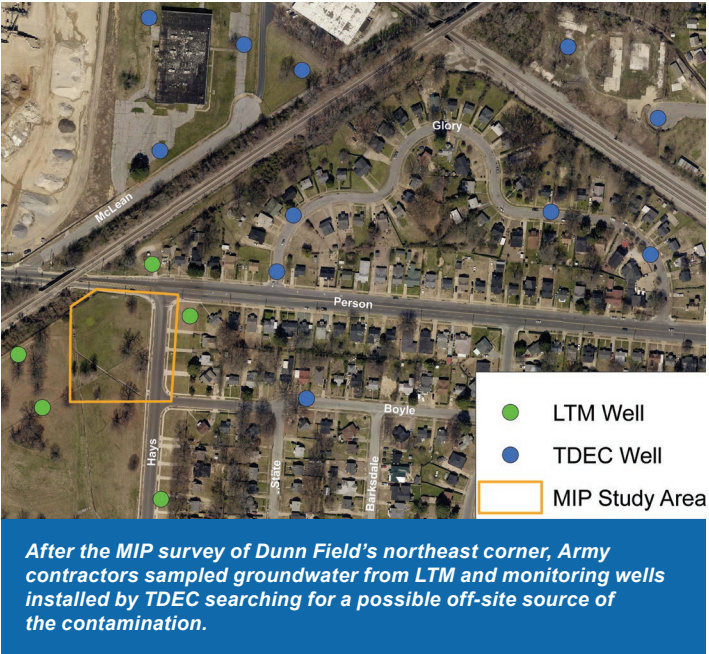 Glory
McLean
Person
Boyle
Hays
State
Barksdale
LTM Well
TDEC Well
MIP Study Area
After the MIP survey of Dunn Field's northeast corner, Army
contractors sampled groundwater from LTM and monitoring wells
installed by TDEC searching for a possible off-site source of
the contamination.